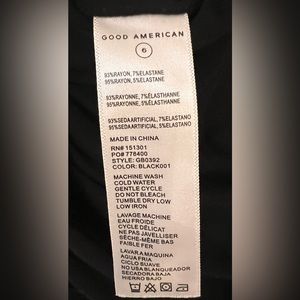 GOOD AMERICAN
6
93%RAYON, 7%ELASTANE
95%RAYON, 5%ELASTANE
93%RAYONNE, 7%ELASTHANNE
95%RAYONNE, 5%ELASTHANNE
93%SEDAARTIFICIAL, 7%ELASTANO
95%SEDAARTIFICIAL, 5%ELASTANO
MADE IN CHINA
RN# 151301
PO# 778400
STYLE: GB0392
COLOR: BLACK001
MACHINE WASH
COLD WATER
GENTLE CYCLE
DO NOT BLEACH
TUMBLE DRY LOW
LOW IRON
LAVAGE MACHINE
EAU FROIDE
CYCLE DÉLICAT
NE PAS JAVELLISER
SÈCHE-MÊME BAS
FAIBLE FER
LAVAR A MAQUINA
AQUA FRIA
CICLO SUAVE
NO USA BLANQUEADOR
SECADORA BAJA
HIERRO BAJO